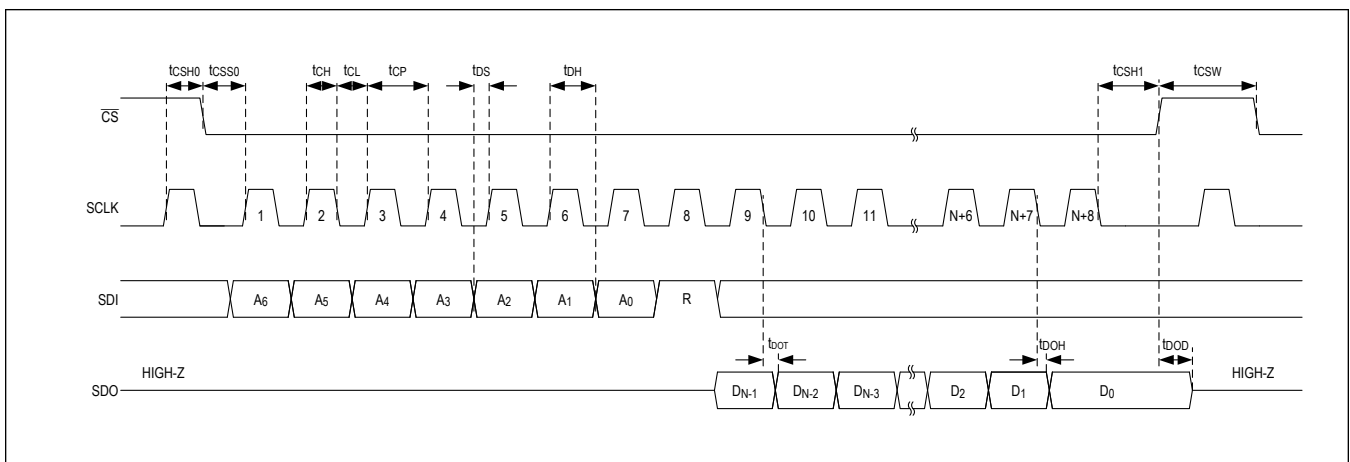 tCSH0 tCSS0 tCH tCL tCP tDS tDH tCSH1 tCSW
CS
SCLK 1 2 3 4 5 6 7 8 9 10 11 N+6 N+7 N+8
SDI A6 A5 A4 A3 A2 A1 A0 R
tDOT tDOH tDOD
HIGH-Z HIGH-Z
SDO DN-1 DN-2 DN-3 D2 D1 D0